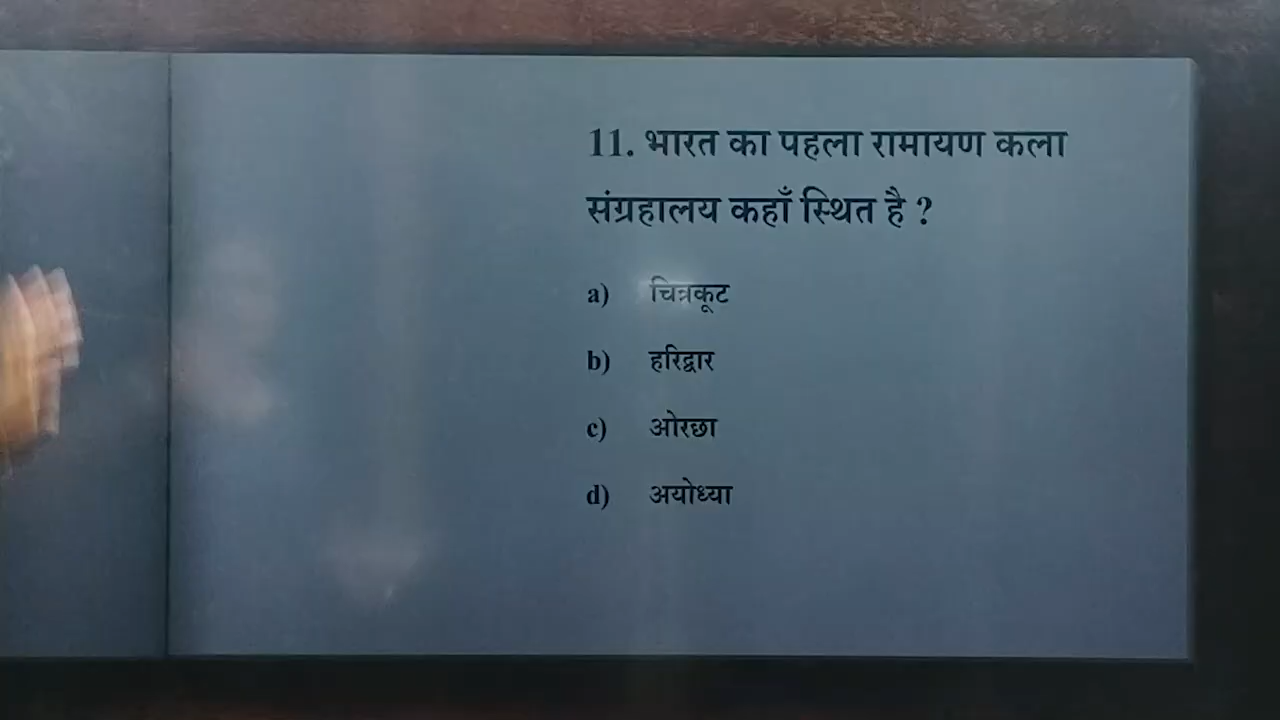 11. भारत का पहला रामायण कला
संग्रहालय कहाँ स्थित है ?
a) चित्रकूट
b) हरिद्वार
c) ओरछा
d) अयोध्या